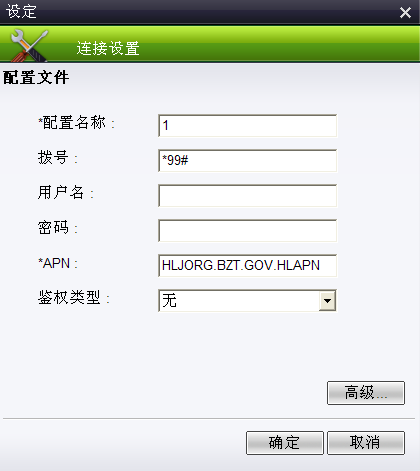 设定
连接设置
配置文件
*配置名称： 1
拨号： *99#
用户名：
密码：
*APN： HLJORG.BZT.GOV.HLAPN
鉴权类型： 无
高级...
确定 取消